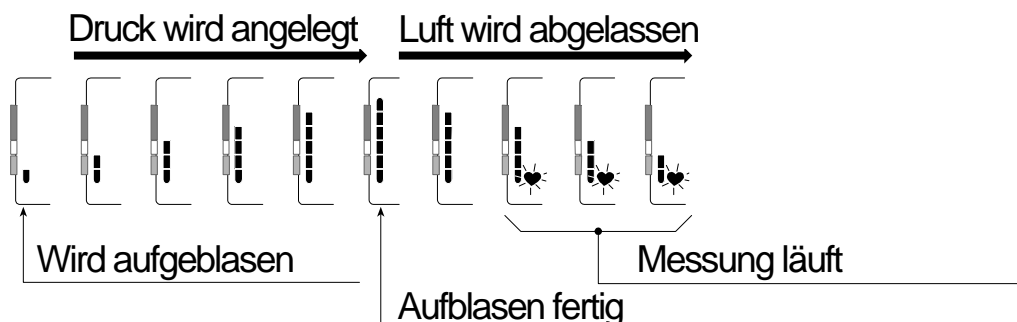 Druck wird angelegt
Luft wird abgelassen
Wird aufgeblasen
Messung läuft
Aufblasen fertig